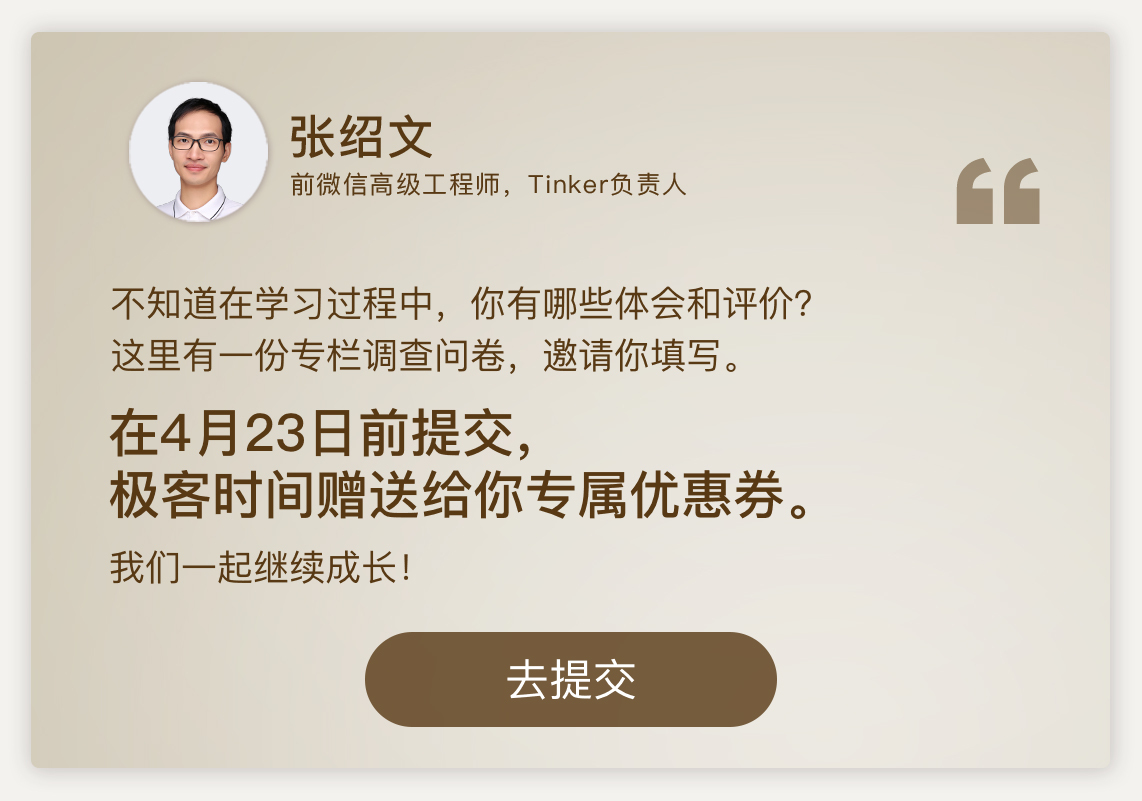 张绍文
前微信高级工程师，Tinker负责人
不知道在学习过程中，你有哪些体会和评价？
这里有一份专栏调查问卷，邀请你填写。
在4月23日前提交，
极客时间赠送给你专属优惠券。
我们一起继续成长！
去提交